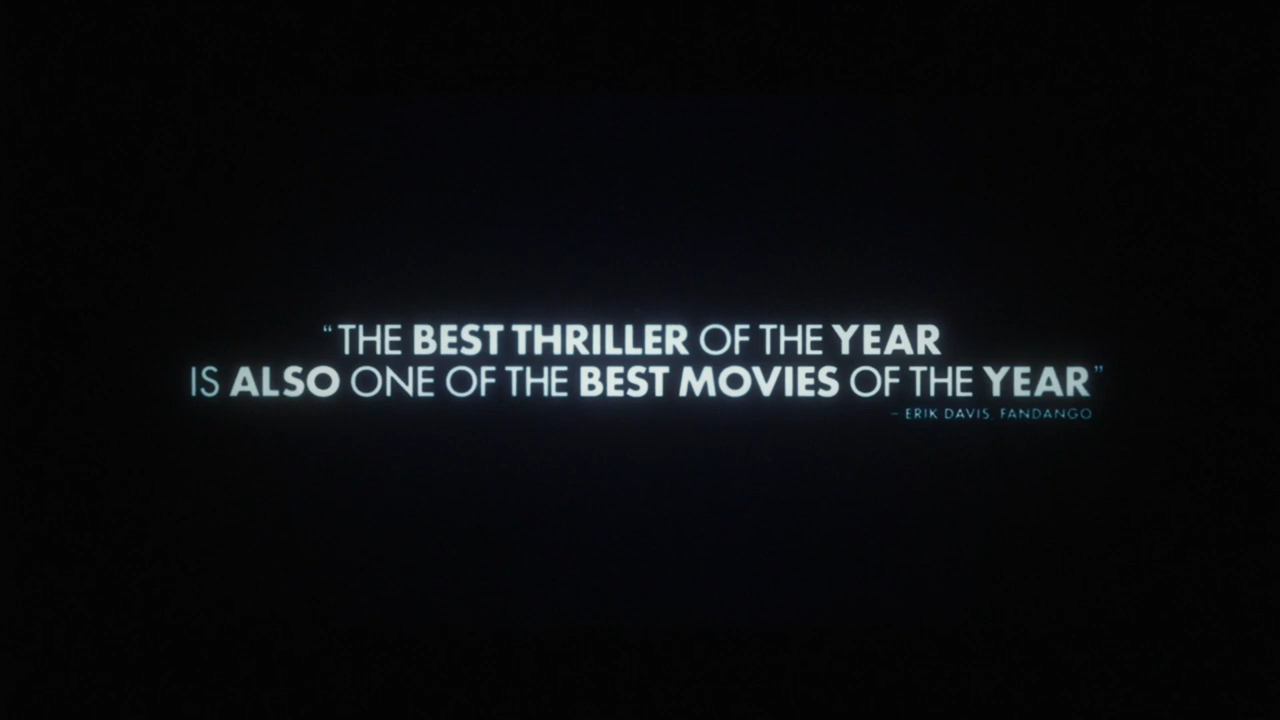 “THE BEST THRILLER OF THE YEAR
IS ALSO ONE OF THE BEST MOVIES OF THE YEAR”
– ERIK DAVIS, FANDANGO